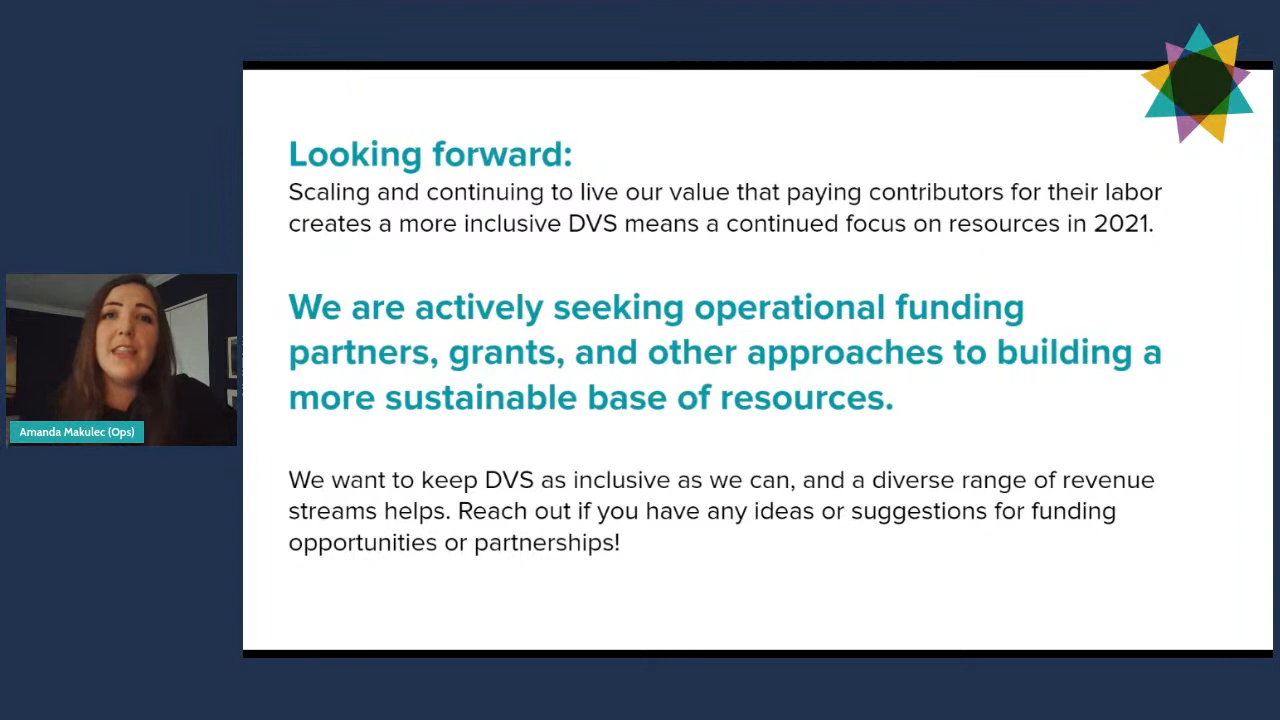 Looking forward:
Scaling and continuing to live our value that paying contributors for their labor
creates a more inclusive DVS means a continued focus on resources in 2021.
We are actively seeking operational funding
partners, grants, and other approaches to building a
more sustainable base of resources.
We want to keep DVS as inclusive as we can, and a diverse range of revenue
streams helps. Reach out if you have any ideas or suggestions for funding
opportunities or partnerships!
Amanda Makulec (Ops)